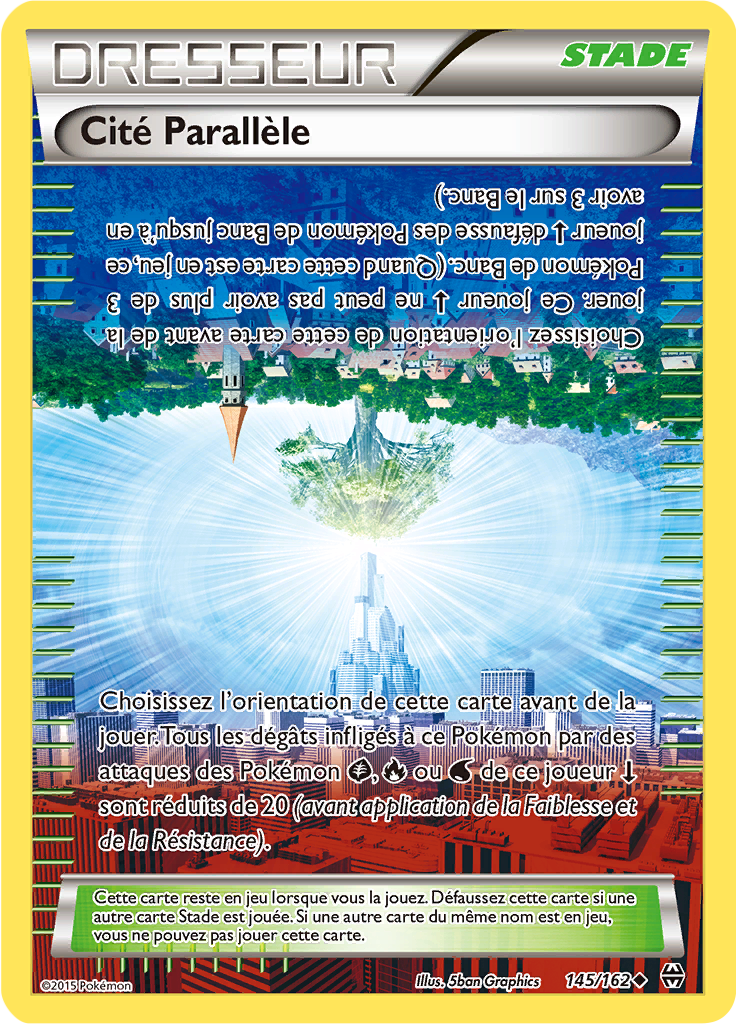 DRESSEUR
STADE
Cité Parallèle
Choisissez l'orientation de cette carte avant de la
jouer. Ce joueur ↑ ne peut pas avoir plus de 3
Pokémon de Banc. (Quand cette carte est en jeu, ce
joueur ↑ défausse des Pokémon de Banc jusqu'à en
avoir 3 sur le Banc.)
Choisissez l'orientation de cette carte avant de la
jouer. Tous les dégâts infligés à ce Pokémon par des
attaques des Pokémon , ou de ce joueur ↓
sont réduits de 20 (avant application de la Faiblesse et
de la Résistance).
Cette carte reste en jeu lorsque vous la jouez. Défaussez cette carte si une
autre carte Stade est jouée. Si une autre carte du même nom est en jeu,
vous ne pouvez pas jouer cette carte.
©2015 Pokémon
Illus. 5ban Graphics
145/162